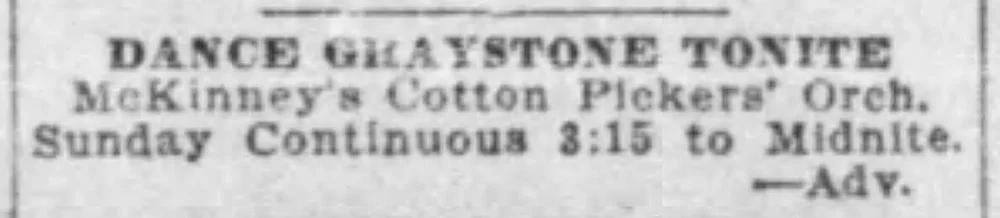 DANCE GRAYSTONE TONITE
McKinney's Cotton Pickers' Orch.
Sunday Continuous 3:15 to Midnite.
—Adv.